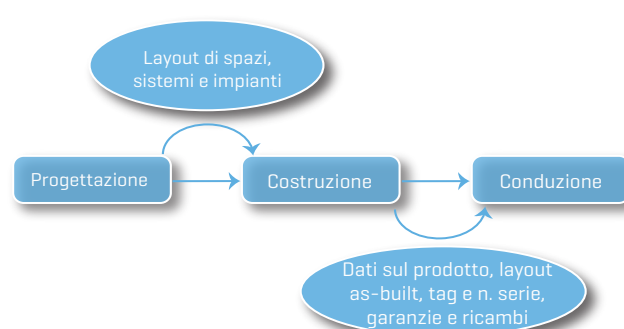 Layout di spazi,
sistemi e impianti
Progettazione
Costruzione
Conduzione
Dati sul prodotto, layout
as-built, tag e n. serie,
garanzie e ricambi